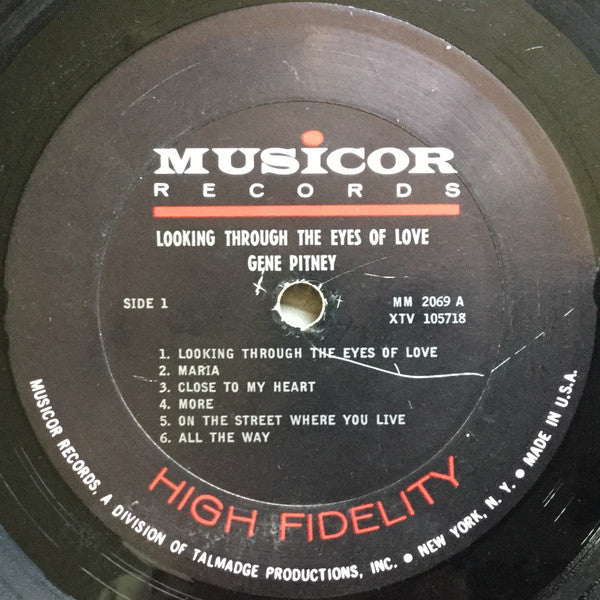 MUSICOR
RECORDS
LOOKING THROUGH THE EYES OF LOVE
GENE PITNEY
SIDE 1
MM 2069 A
XTV 105718
1. LOOKING THROUGH THE EYES OF LOVE
2. MARIA
3. CLOSE TO MY HEART
4. MORE
5. ON THE STREET WHERE YOU LIVE
6. ALL THE WAY
HIGH FIDELITY
MUSICOR RECORDS, A DIVISION OF TALMADGE PRODUCTIONS, INC. • NEW YORK, N. Y. • MADE IN U.S.A.